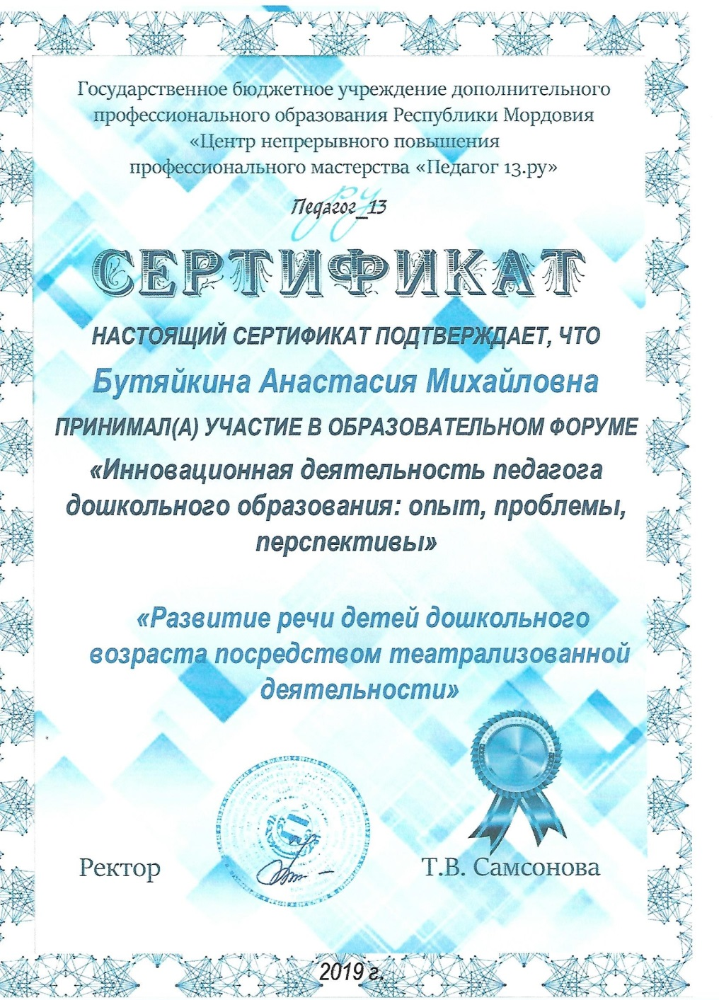 Государственное бюджетное учреждение дополнительного
профессионального образования Республики Мордовия
«Центр непрерывного повышения
профессионального мастерства «Педагог 13.ру»
Педагог_13
ру
СЕРТИФИКАТ
НАСТОЯЩИЙ СЕРТИФИКАТ ПОДТВЕРЖДАЕТ, ЧТО
Бутяйкина Анастасия Михайловна
ПРИНИМАЛ(А) УЧАСТИЕ В ОБРАЗОВАТЕЛЬНОМ ФОРУМЕ
«Инновационная деятельность педагога
дошкольного образования: опыт, проблемы,
перспективы»
«Развитие речи детей дошкольного
возраста посредством театрализованной
деятельности»
Ректор
Т.В. Самсонова
2019 г.